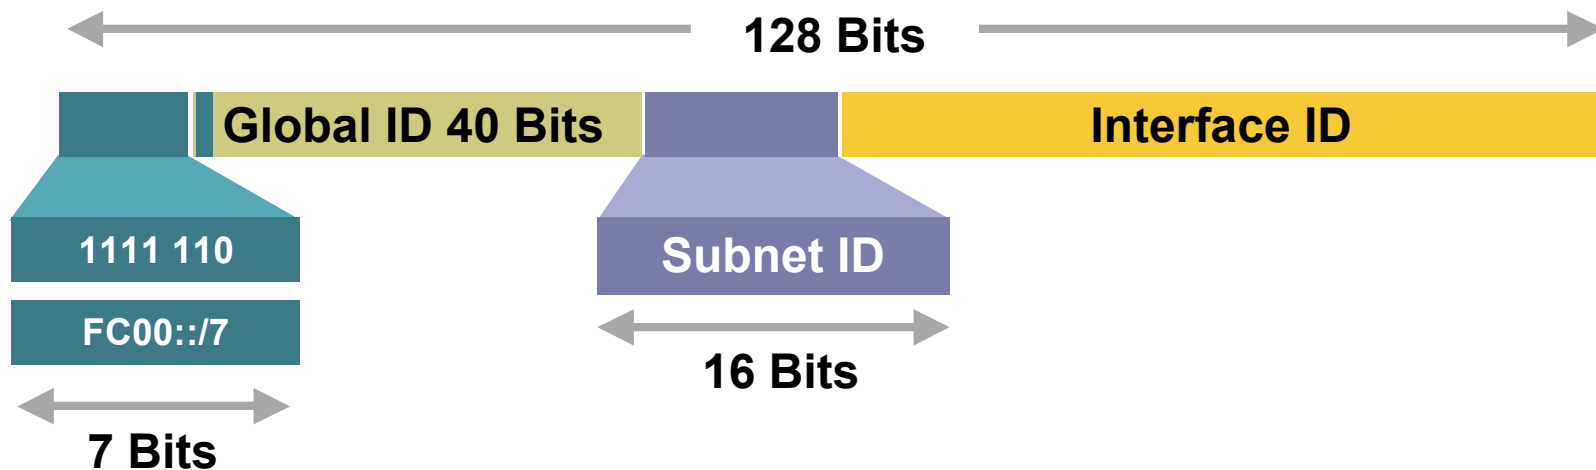 128 Bits
Global ID 40 Bits
Interface ID
1111 110
FC00::/7
7 Bits
Subnet ID
16 Bits